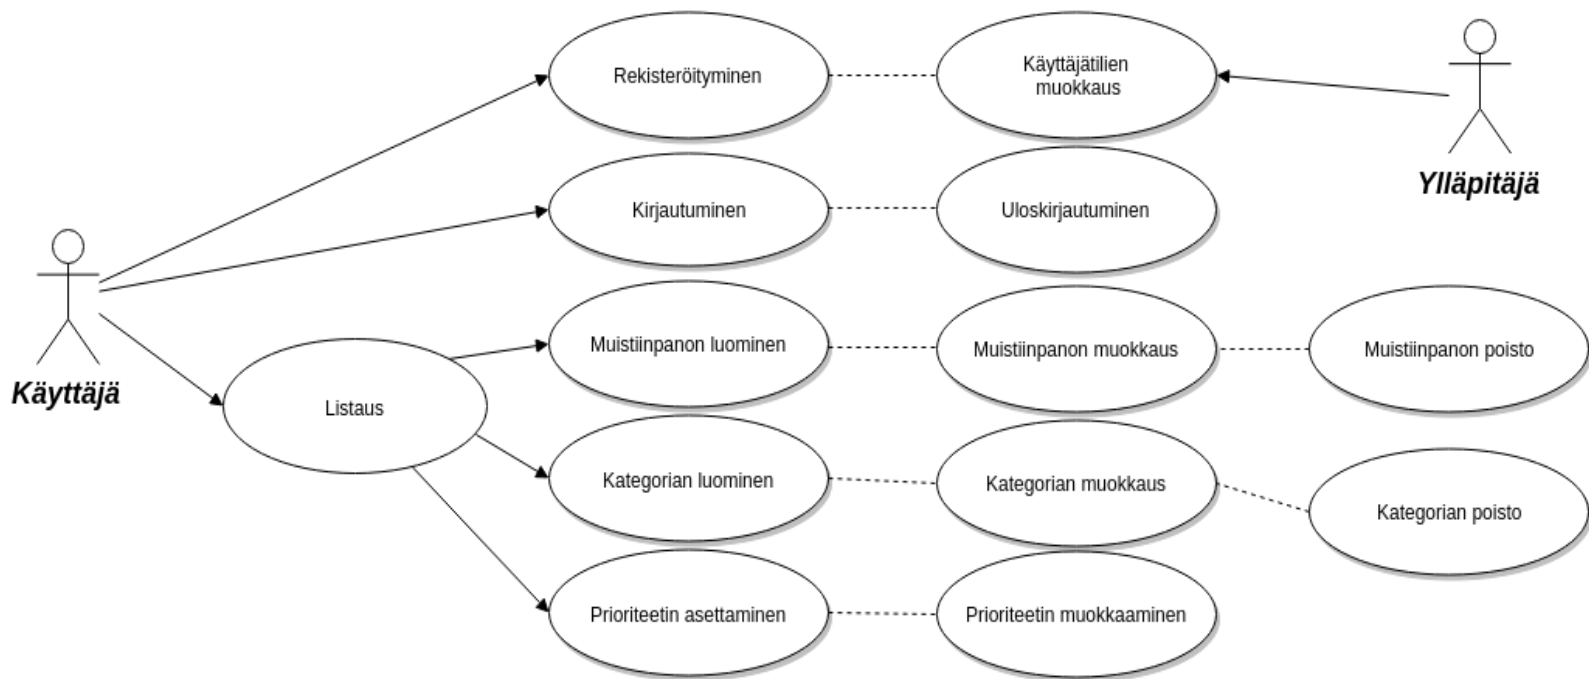 Rekisteröityminen
Käyttäjätilien
muokkaus
Ylläpitäjä
Kirjautuminen
Uloskirjautuminen
Käyttäjä
Listaus
Muistiinpanon luominen
Muistiinpanon muokkaus
Muistiinpanon poisto
Kategorian luominen
Kategorian muokkaus
Kategorian poisto
Prioriteetin asettaminen
Prioriteetin muokkaaminen